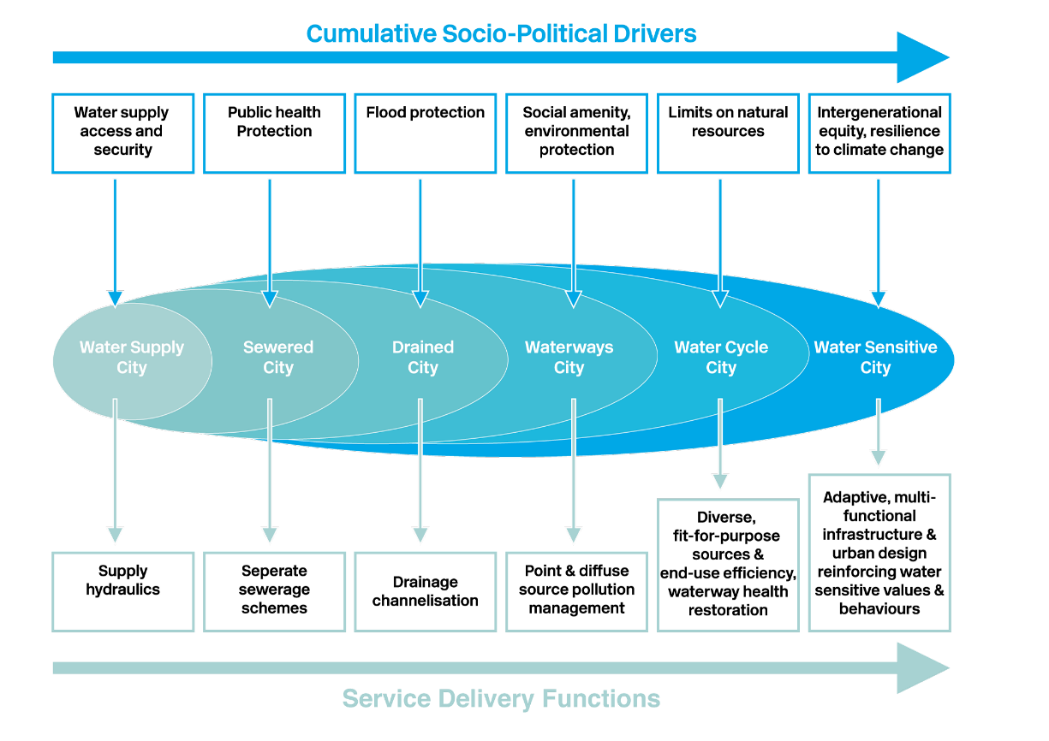 Cumulative Socio-Political Drivers
Water supply
access and
security
Public health
Protection
Flood protection
Social amenity,
environmental
protection
Limits on natural
resources
Intergenerational
equity, resilience
to climate change
Water Supply
City
Sewered
City
Drained
City
Waterways
City
Water Cycle
City
Water Sensitive
City
Supply
hydraulics
Seperate
sewerage
schemes
Drainage
channelisation
Point & diffuse
source pollution
management
Diverse,
fit-for-purpose
sources &
end-use efficiency,
waterway health
restoration
Adaptive, multi-
functional
infrastructure &
urban design
reinforcing water
sensitive values &
behaviours
Service Delivery Functions